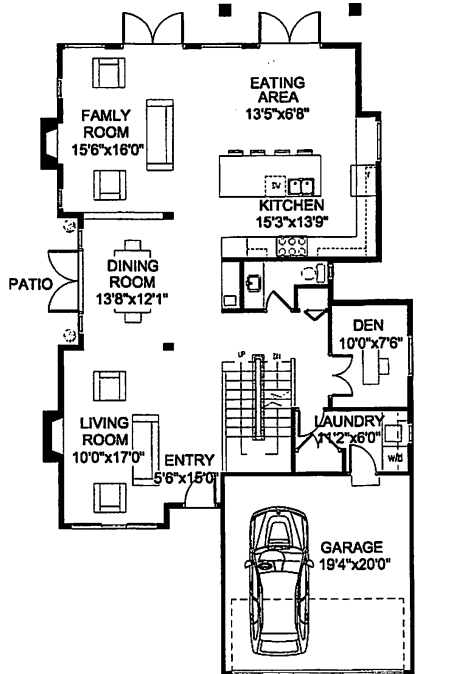 EATING
AREA
13'5"x6'8"
FAMLY
ROOM
15'6"x16'0"
KITCHEN
15'3"x13'9"
PATIO
DINING
ROOM
13'8"x12'1"
DEN
10'0"x7'6"
UP
DN
LIVING
ROOM
10'0"x17'0"
LAUNDRY
11'2"x6'0"
ENTRY
5'6"x15'0"
w/d
GARAGE
19'4"x20'0"